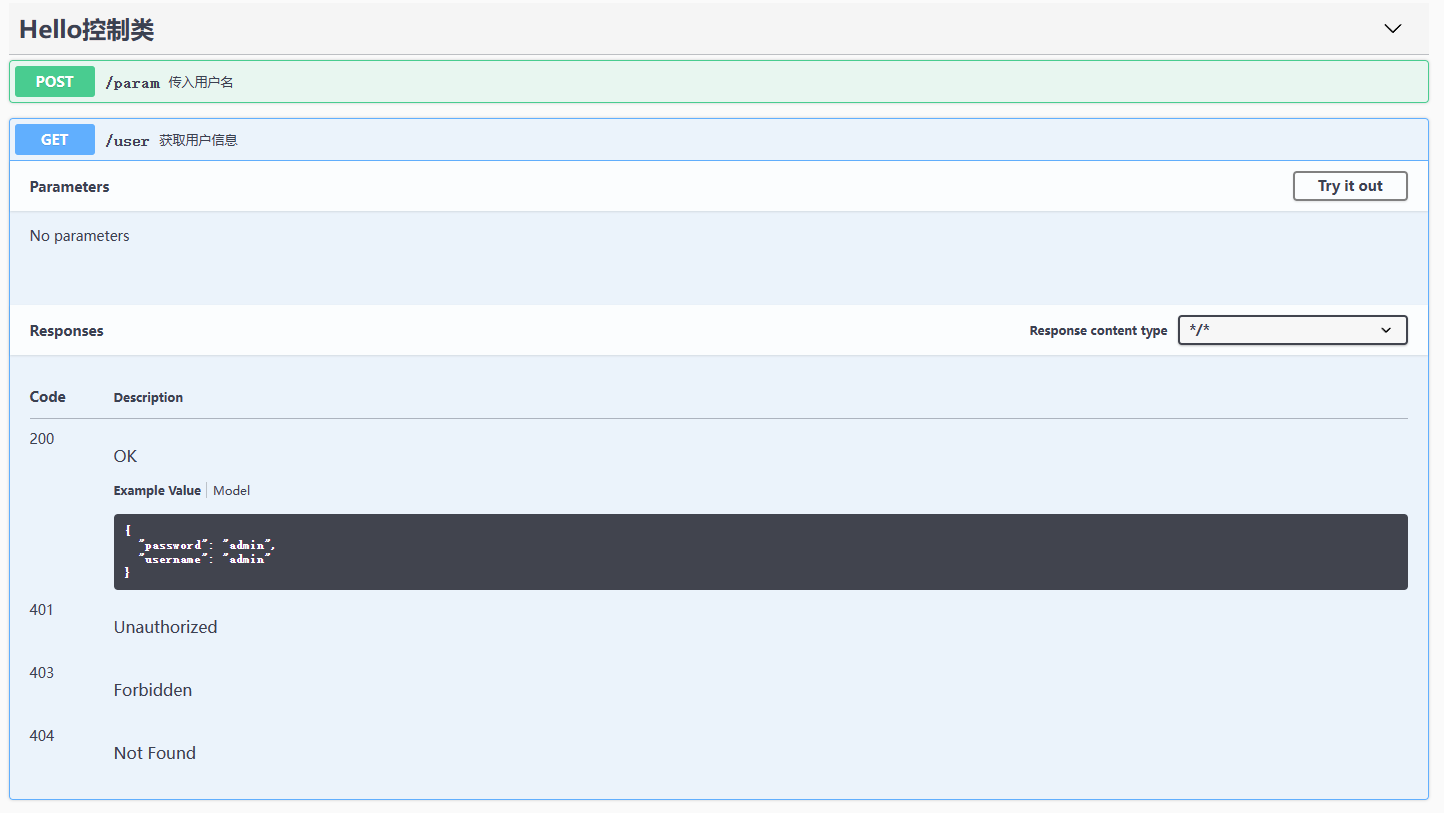 Hello控制类
POST /param 传入用户名
GET /user 获取用户信息
Parameters Try it out
No parameters
Responses Response content type */*
Code Description
200
OK
Example Value Model
{
"password": "admin",
"username": "admin"
}
401
Unauthorized
403
Forbidden
404
Not Found